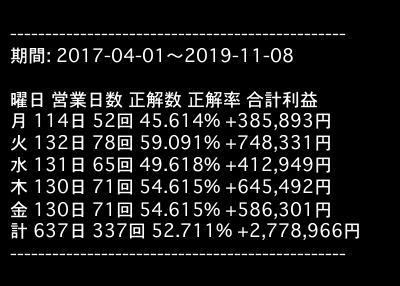 ------------------------------------------------
期間: 2017-04-01〜2019-11-08
曜日 営業日数 正解数 正解率 合計利益
月 114日 52回 45.614% +385,893円
火 132日 78回 59.091% +748,331円
水 131日 65回 49.618% +412,949円
木 130日 71回 54.615% +645,492円
金 130日 71回 54.615% +586,301円
計 637日 337回 52.711% +2,778,966円
------------------------------------------------